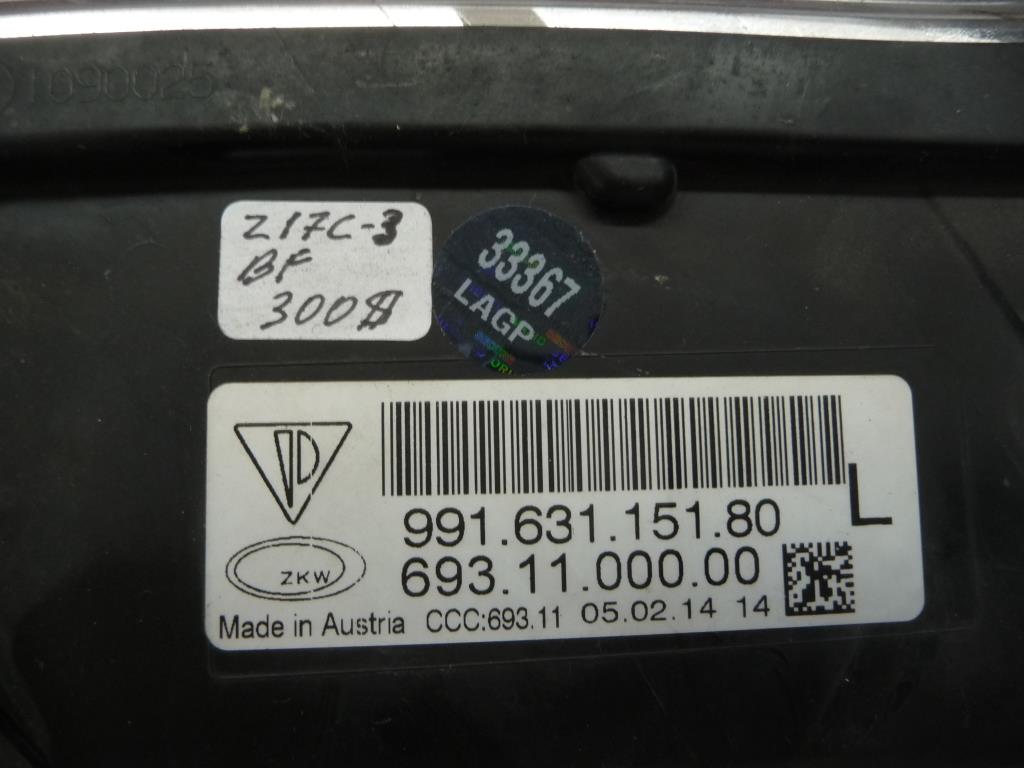 1090025
Z17C-3
BF
300$
33367
LAGP
991.631.151.80
L
693.11.000.00
ZKW
Made in Austria CCC:693.11 05.02.14 14